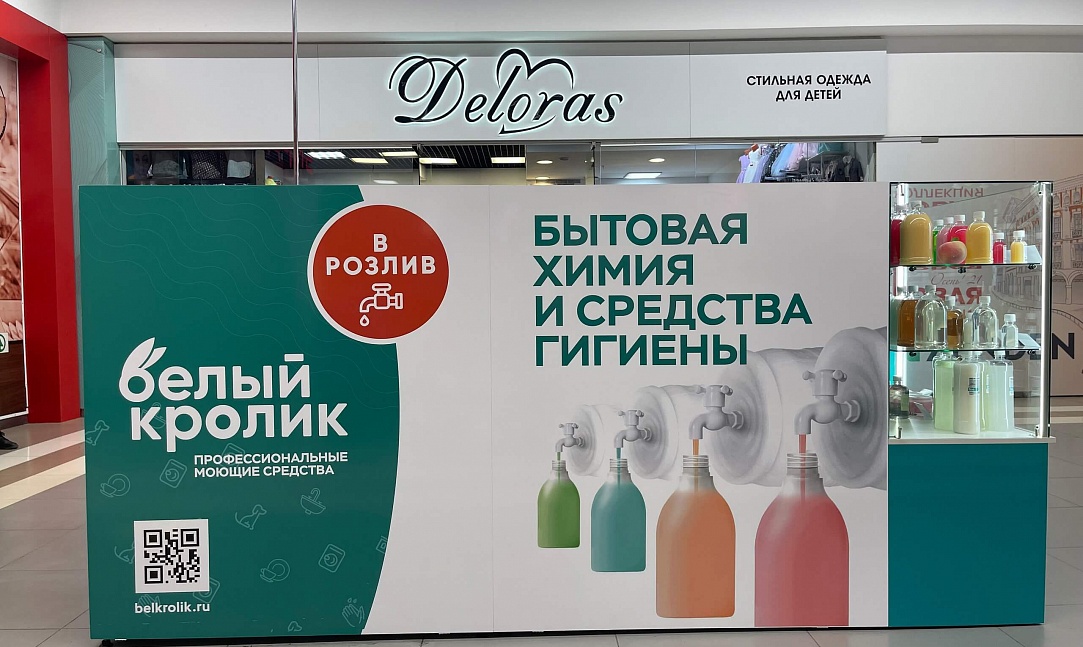 Deloras
СТИЛЬНАЯ ОДЕЖДА
ДЛЯ ДЕТЕЙ
В
РОЗЛИВ
БЫТОВАЯ
ХИМИЯ
И СРЕДСТВА
ГИГИЕНЫ
белый
кролик
ПРОФЕССИОНАЛЬНЫЕ
МОЮЩИЕ СРЕДСТВА
belkrolik.ru